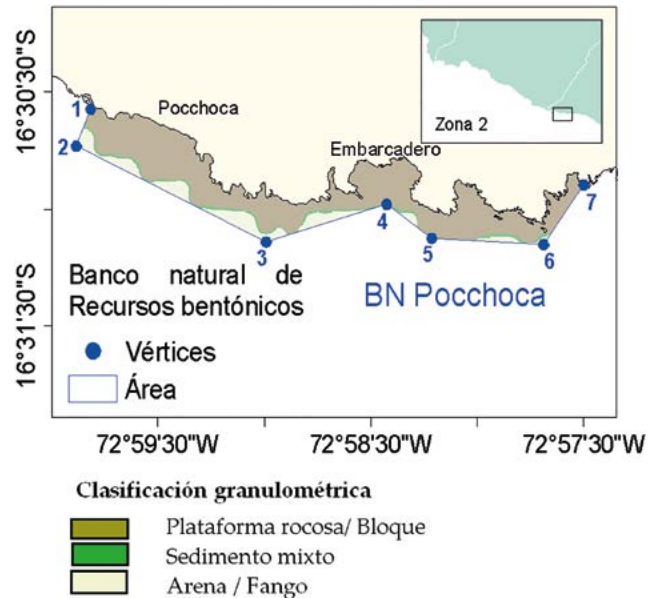 16°30'30"S
16°31'30"S
Pocchoca
Embarcadero
Zona 2
1
2
3
4
5
6
7
BN Pocchoca
Banco natural de
Recursos bentónicos
Vértices
Área
72°59'30"W
72°58'30"W
72°57'30"W
Clasificación granulométrica
Plataforma rocosa/ Bloque
Sedimento mixto
Arena / Fango